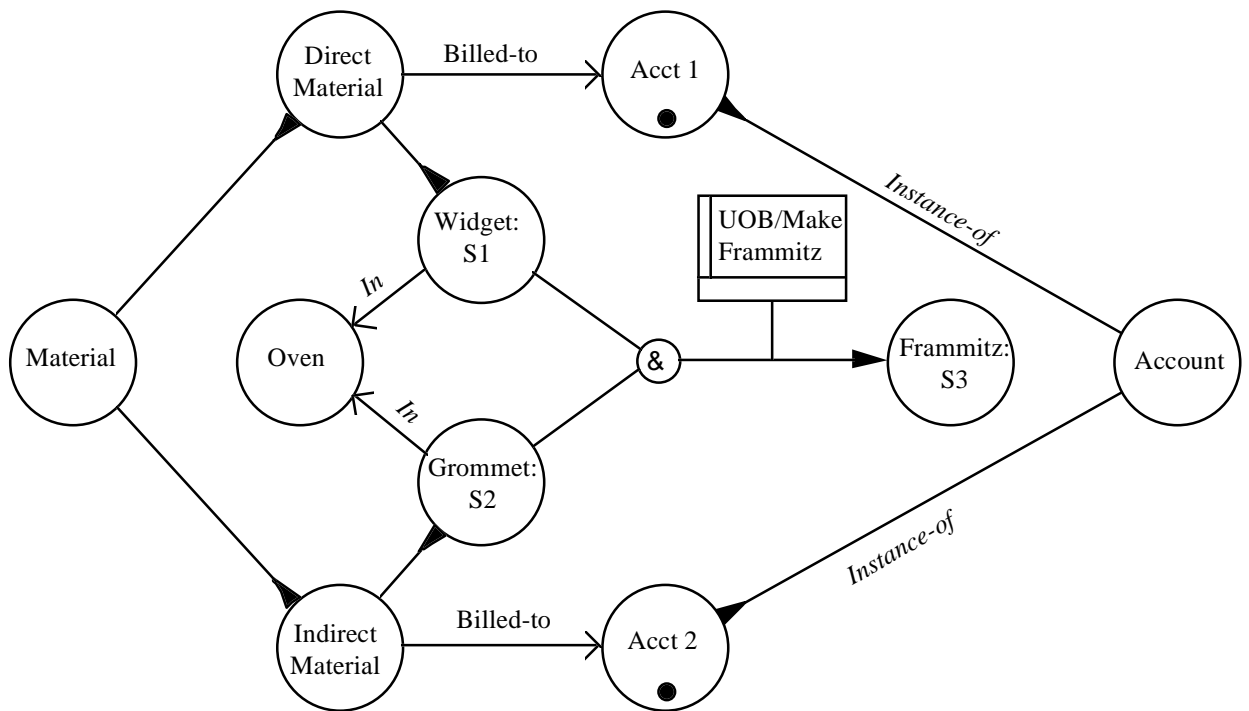 Direct
Material
Billed-to
Acct 1
Instance-of
Widget:
S1
UOB/Make
Frammitz
In
Material
Oven
&
Frammitz:
S3
Account
In
Grommet:
S2
Instance-of
Indirect
Material
Billed-to
Acct 2